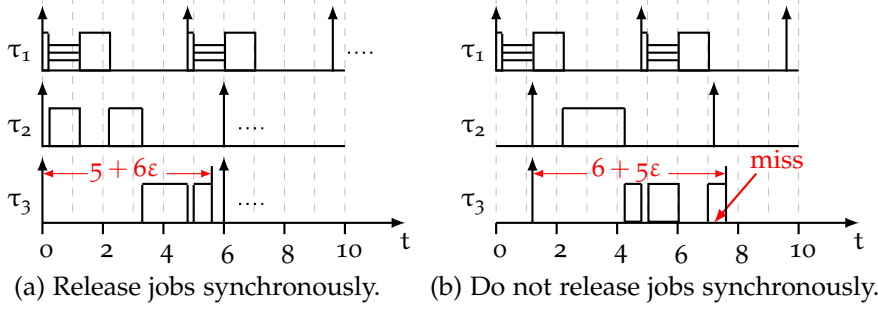 τ1 ....
τ2 ....
5 + 6ε
τ3 ....
0 2 4 6 8 10 t
(a) Release jobs synchronously.
τ1
τ2
6 + 5ε miss
τ3
0 2 4 6 8 10 t
(b) Do not release jobs synchronously.